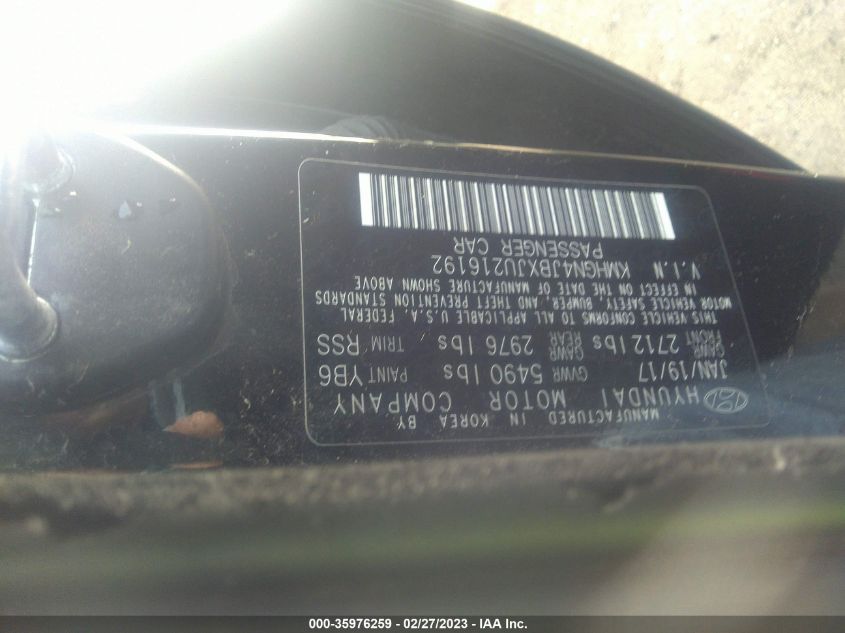 MANUFACTURED IN KOREA BY
HYUNDAI MOTOR COMPANY
JAN/19/17 GVWR 5490 lbs PAINT YB6
GAWR FRONT 2712 lbs GAWR REAR 2976 lbs TRIM RSS
THIS VEHICLE CONFORMS TO ALL APPLICABLE U.S.A. FEDERAL
MOTOR VEHICLE SAFETY, BUMPER AND THEFT PREVENTION STANDARDS
IN EFFECT ON THE DATE OF MANUFACTURE SHOWN ABOVE
V.I.N KMHGN4JBXJU216192
PASSENGER CAR
000-35976259 - 02/27/2023 - IAA Inc.